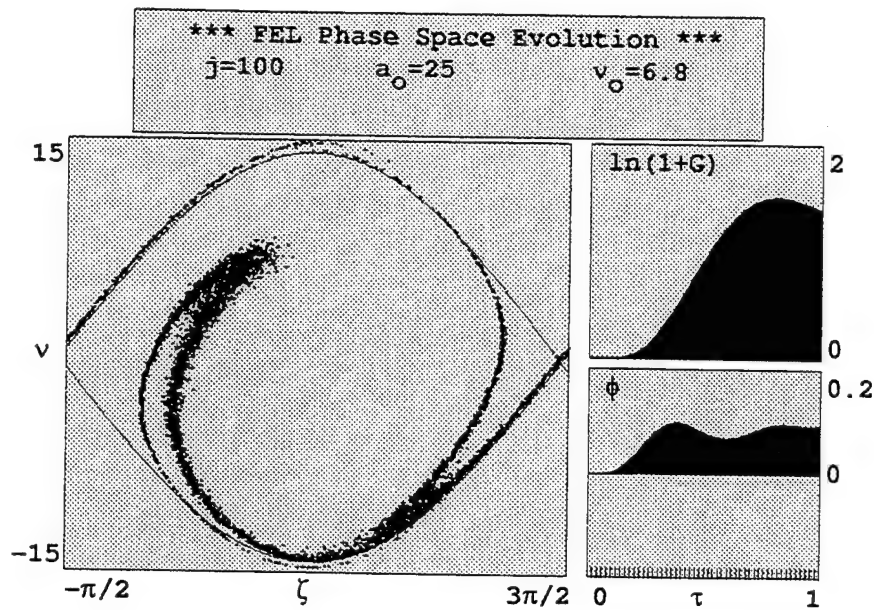 *** FEL Phase Space Evolution ***
j=100 a₀=25 ν₀=6.8
15
ν
-15
-π/2 ζ 3π/2
ln(1+G) 2
0
ϕ 0.2
0
0 τ 1